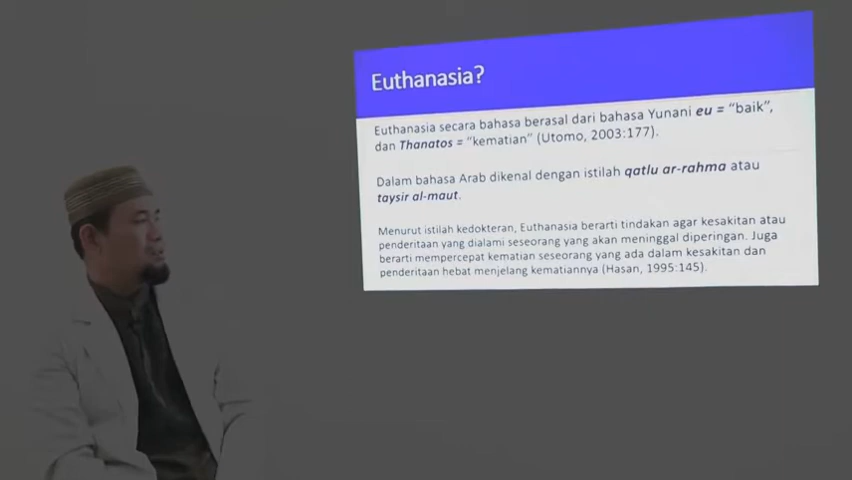 Euthanasia?
Euthanasia secara bahasa berasal dari bahasa Yunani eu = “baik”,
dan Thanatos = “kematian” (Utomo, 2003:177).
Dalam bahasa Arab dikenal dengan istilah qatlu ar-rahma atau
taysir al-maut.
Menurut istilah kedokteran, Euthanasia berarti tindakan agar kesakitan atau
penderitaan yang dialami seseorang yang akan meninggal diperingan. Juga
berarti mempercepat kematian seseorang yang ada dalam kesakitan dan
penderitaan hebat menjelang kematiannya (Hasan, 1995:145).